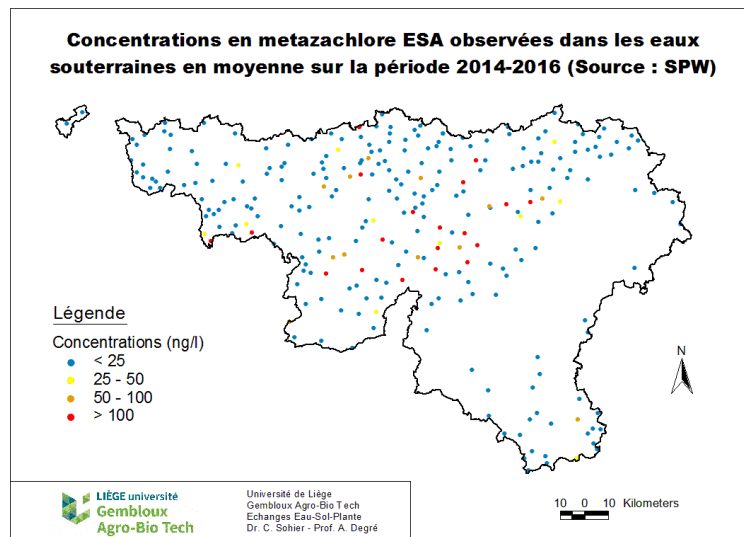 Concentrations en metazachlore ESA observées dans les eaux
souterraines en moyenne sur la période 2014-2016 (Source : SPW)
Légende
Concentrations (ng/l)
< 25
25 - 50
50 - 100
> 100
N
10 0 10 Kilometers
LIÈGE université
Gembloux
Agro-Bio Tech
Université de Liège
Gembloux Agro-Bio Tech
Echanges Eau-Sol-Plante
Dr. C. Sohier - Prof. A. Degré